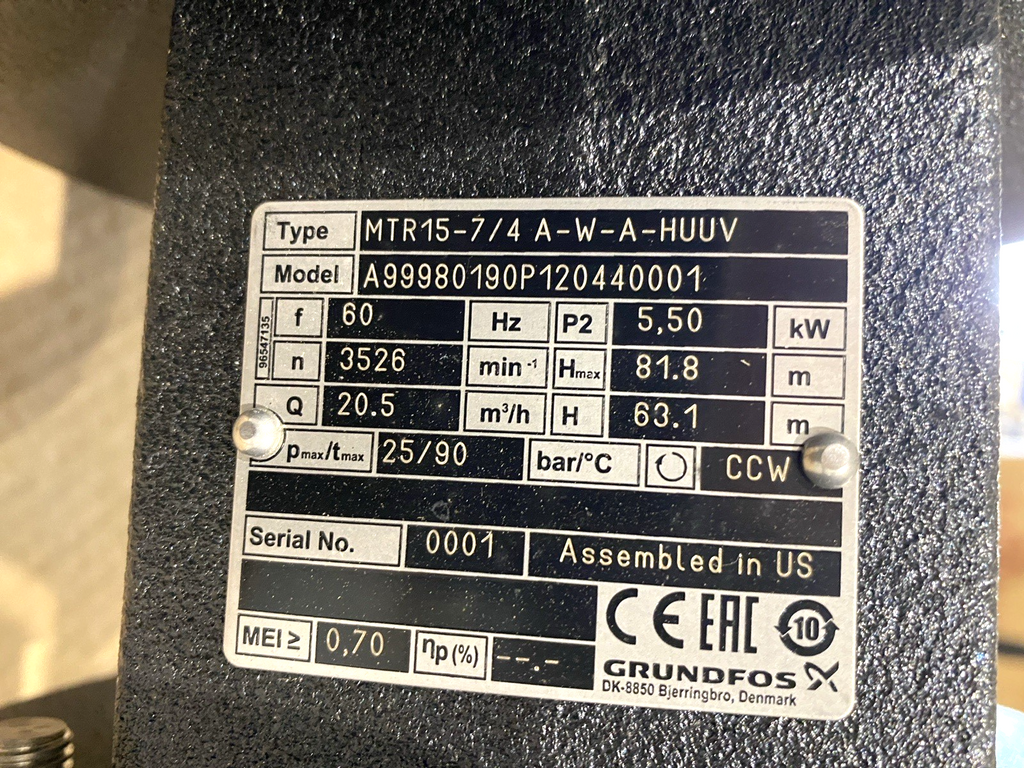 Type MTR15-7/4 A-W-A-HUUV
Model A99980190P120440001
96547135
f 60 Hz P2 5,50 kW
n 3526 min⁻¹ Hmax 81.8 m
Q 20.5 m³/h H 63.1 m
pmax/tmax 25/90 bar/°C CCW
Serial No. 0001 Assembled in US
CE EAC 10
MEI ≥ 0,70 ηp(%) --.-
GRUNDFOS
DK-8850 Bjerringbro, Denmark